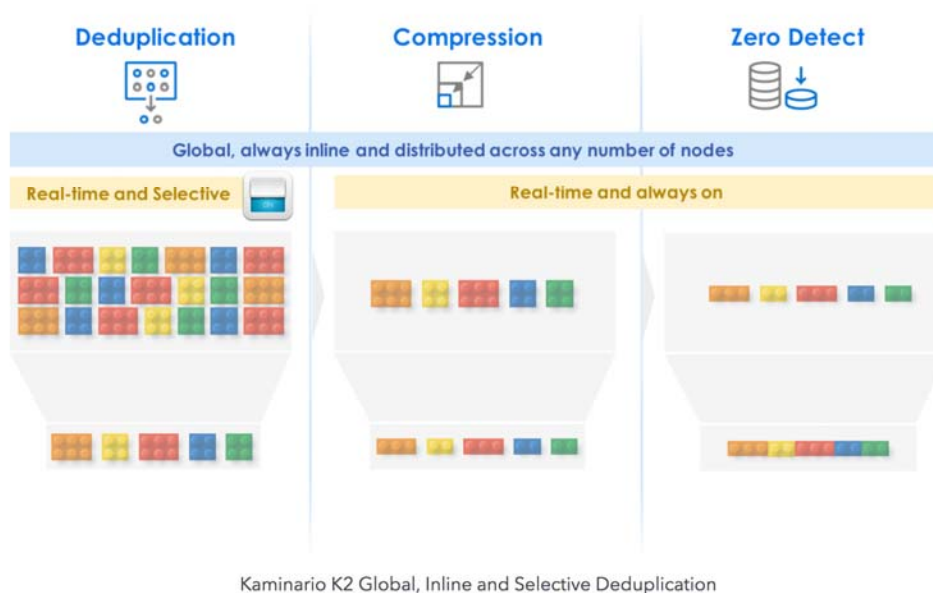 Deduplication
Compression
Zero Detect
Global, always inline and distributed across any number of nodes
Real-time and Selective
ON
Real-time and always on
Kaminario K2 Global, Inline and Selective Deduplication